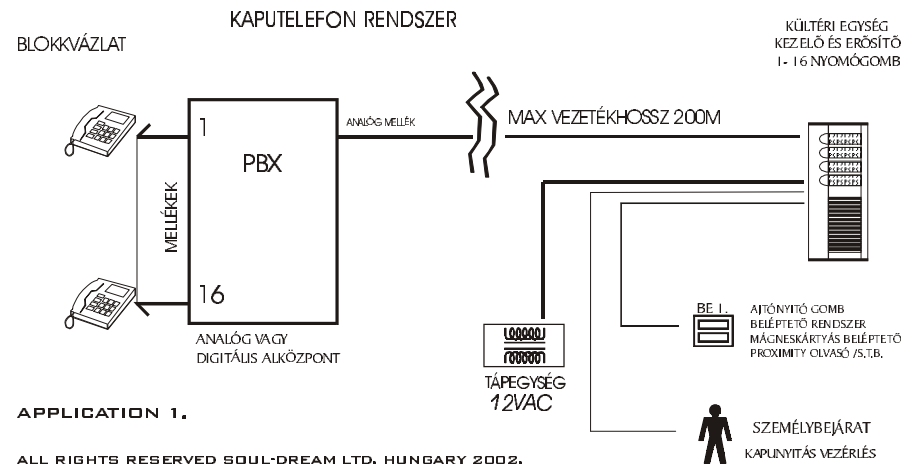 KAPUTELEFON RENDSZER
BLOKKVÁZLAT
KÜLTÉRI EGYSÉG
KEZELŐ ÉS ERŐSÍTŐ
1-16 NYOMÓGOMB
1
ANALÓG MELLÉK
MAX VEZETÉKHOSSZ 200M
PBX
MELLÉKEK
16
ANALÓG VAGY
DIGITÁLIS ALKÖZPONT
BE 1.
AJTÓNYITÓ GOMB
BELÉPTETŐ RENDSZER
MÁGNESKÁRTYÁS BELÉPTETŐ
PROXIMITY OLVASÓ /S.T.B.
TÁPEGYSÉG
12VAC
APPLICATION 1.
SZEMÉLYBEJÁRAT
KAPUNYITÁS VEZÉRLÉS
ALL RIGHTS RESERVED SOUL-DREAM LTD. HUNGARY 2002.